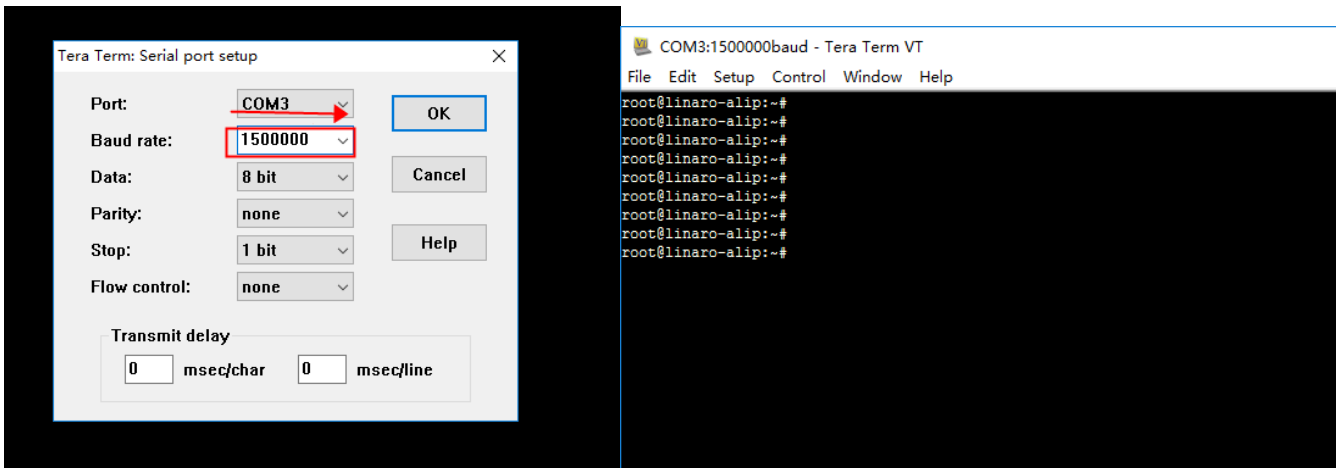 Tera Term: Serial port setup
Port: COM3
OK
Baud rate: 1500000
Data: 8 bit
Cancel
Parity: none
Stop: 1 bit
Help
Flow control: none
Transmit delay
0 msec/char 0 msec/line
COM3:1500000baud - Tera Term VT
File Edit Setup Control Window Help
root@linaro-alip:~#
root@linaro-alip:~#
root@linaro-alip:~#
root@linaro-alip:~#
root@linaro-alip:~#
root@linaro-alip:~#
root@linaro-alip:~#
root@linaro-alip:~#
root@linaro-alip:~#